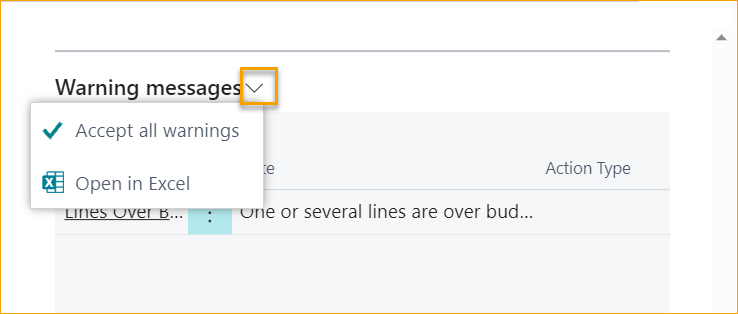 Warning messages
Accept all warnings
Action Type
Open in Excel
Lines Over B... One or several lines are over bud...